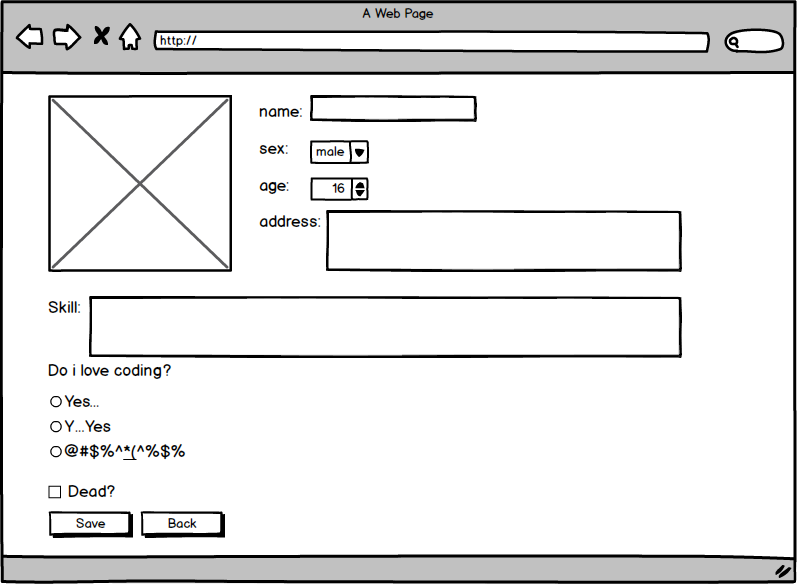 A Web Page
http://
name:
sex: male
age: 16
address:
Skill:
Do i love coding?
Yes...
Y...Yes
@#$%^*(^%$%
Dead?
Save Back